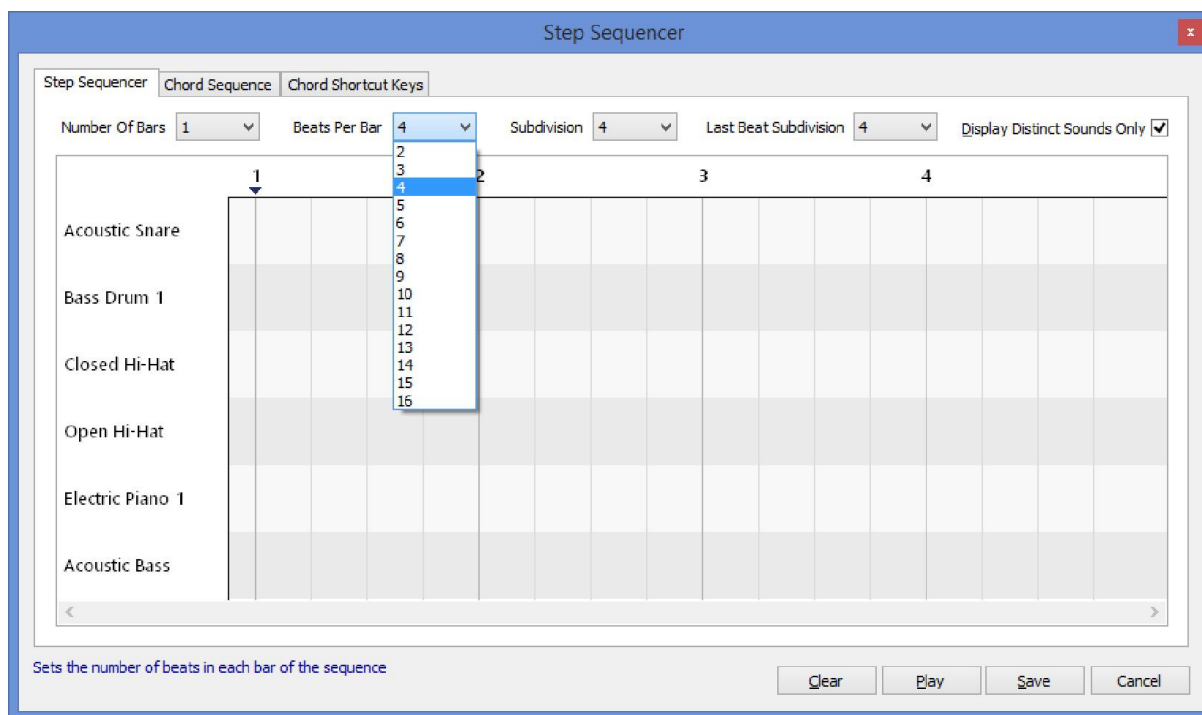 Step Sequencer
x
Step Sequencer Chord Sequence Chord Shortcut Keys
Number Of Bars 1 Beats Per Bar 4 Subdivision 4 Last Beat Subdivision 4 Display Distinct Sounds Only
1 2 3 4
2
3
4
5
6
7
8
9
10
11
12
13
14
15
16
Acoustic Snare
Bass Drum 1
Closed Hi-Hat
Open Hi-Hat
Electric Piano 1
Acoustic Bass
Sets the number of beats in each bar of the sequence
Clear Play Save Cancel